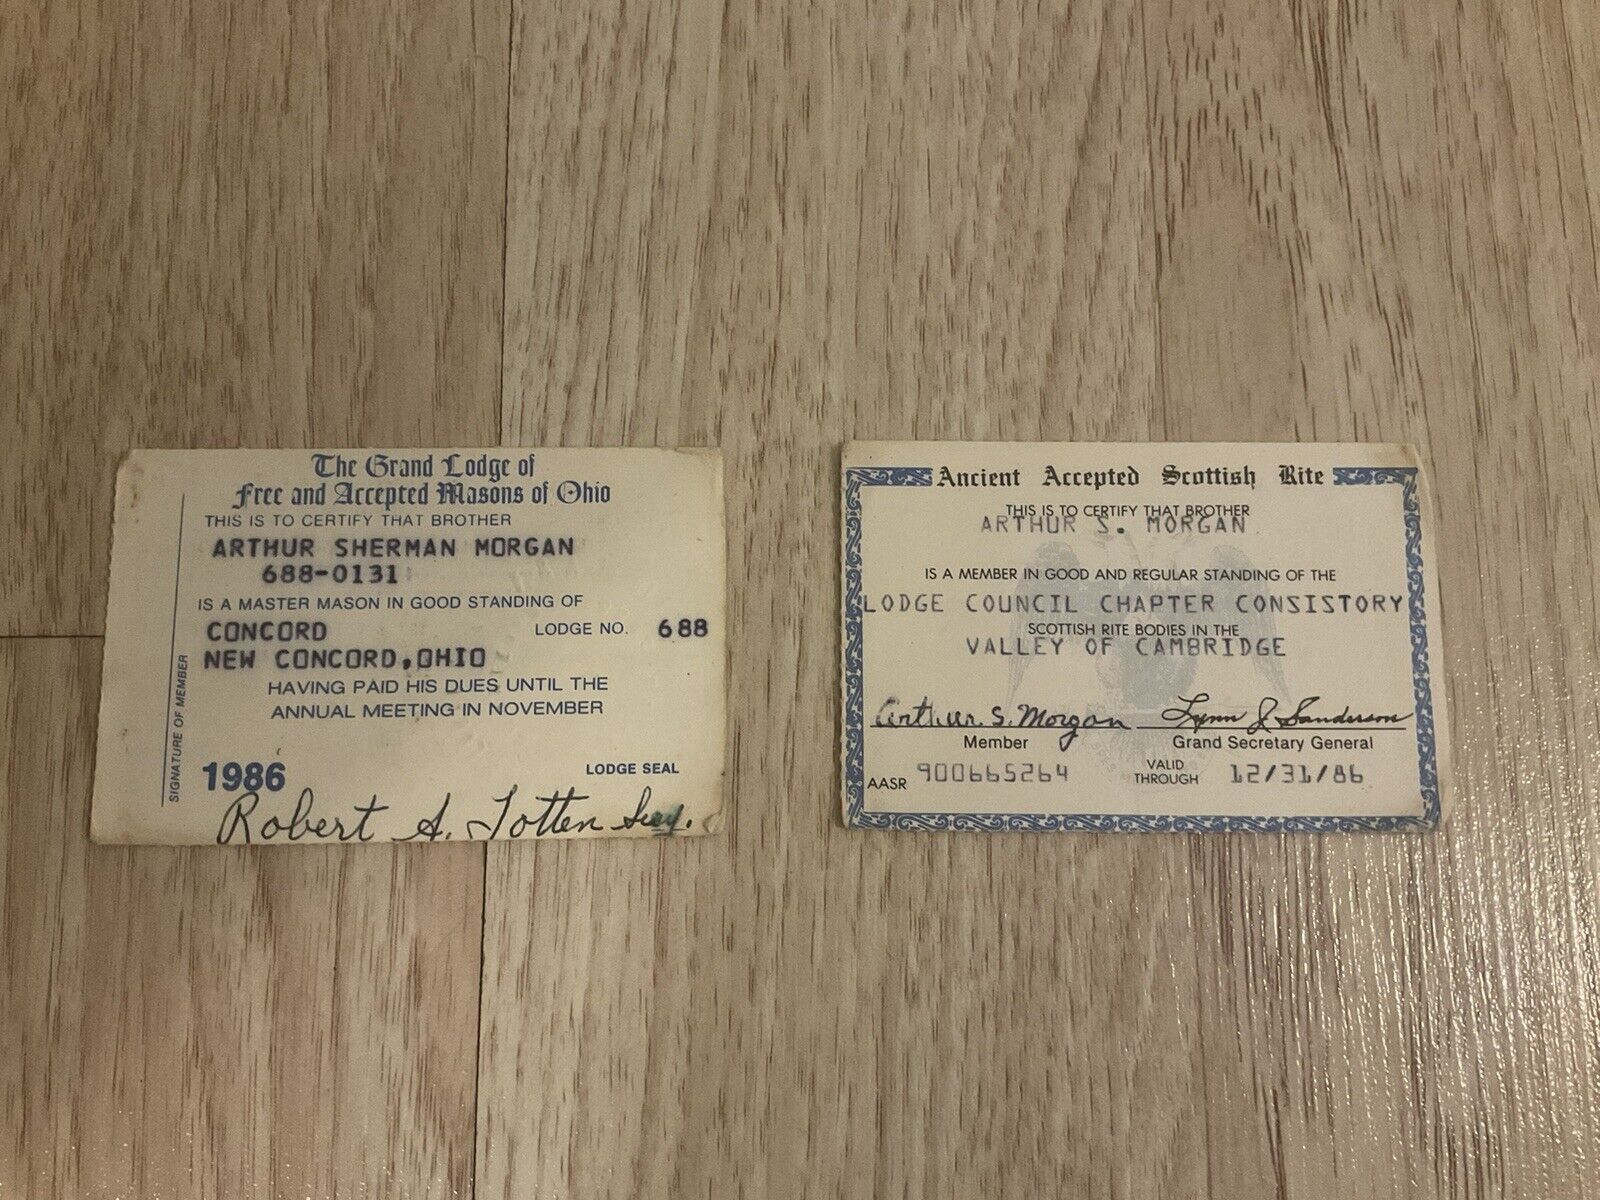 The Grand Lodge of
Free and Accepted Masons of Ohio
THIS IS TO CERTIFY THAT BROTHER
ARTHUR SHERMAN MORGAN
688-0131
IS A MASTER MASON IN GOOD STANDING OF
CONCORD LODGE NO. 688
NEW CONCORD,OHIO
HAVING PAID HIS DUES UNTIL THE
ANNUAL MEETING IN NOVEMBER
SIGNATURE OF MEMBER
1986 LODGE SEAL
Robert A. Totten Secy.
Ancient Accepted Scottish Rite
THIS IS TO CERTIFY THAT BROTHER
ARTHUR S. MORGAN
IS A MEMBER IN GOOD AND REGULAR STANDING OF THE
LODGE COUNCIL CHAPTER CONSISTORY
SCOTTISH RITE BODIES IN THE
VALLEY OF CAMBRIDGE
Arthur S. Morgan Lynn J Sanderson
Member Grand Secretary General
AASR 900665264 VALID THROUGH 12/31/86